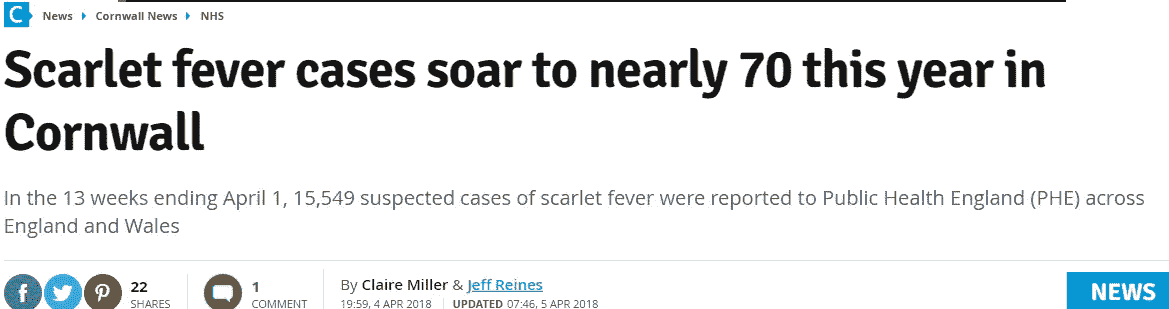 C News Cornwall News NHS
Scarlet fever cases soar to nearly 70 this year in
Cornwall
In the 13 weeks ending April 1, 15,549 suspected cases of scarlet fever were reported to Public Health England (PHE) across
England and Wales
22
SHARES
1
COMMENT
By Claire Miller & Jeff Reines
19:59, 4 APR 2018 UPDATED 07:46, 5 APR 2018
NEWS